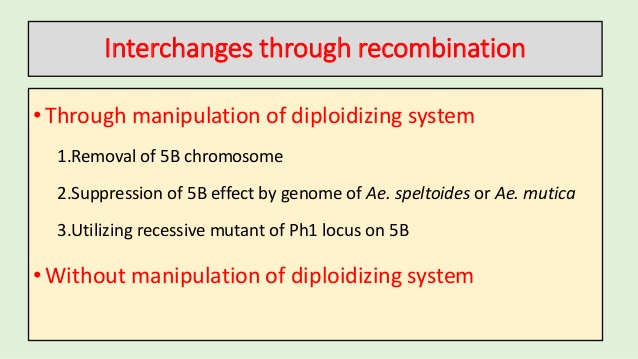 Interchanges through recombination
•Through manipulation of diploidizing system
1.Removal of 5B chromosome
2.Suppression of 5B effect by genome of Ae. speltoides or Ae. mutica
3.Utilizing recessive mutant of Ph1 locus on 5B
•Without manipulation of diploidizing system